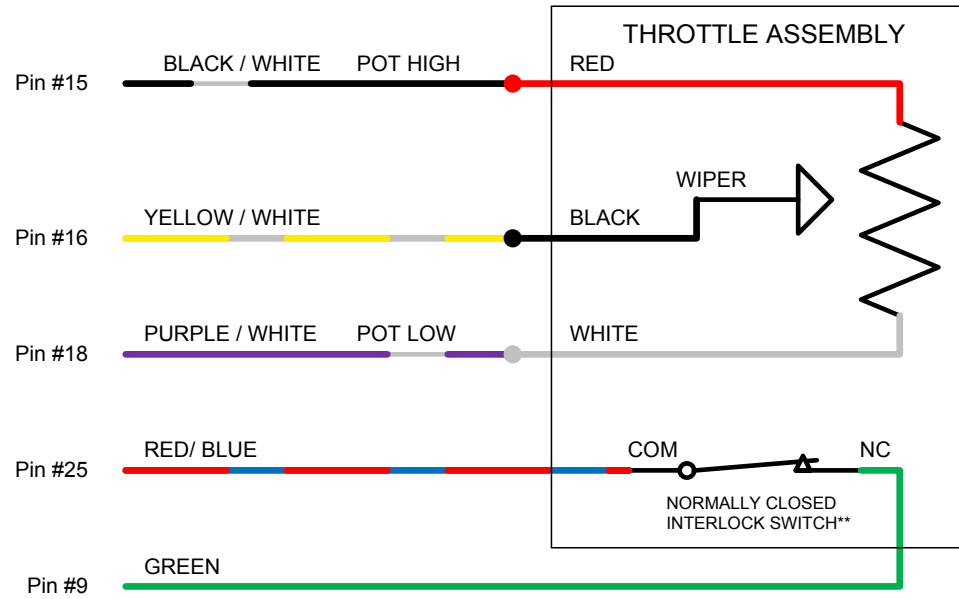 THROTTLE ASSEMBLY
Pin #15
BLACK / WHITE
POT HIGH
RED
WIPER
Pin #16
YELLOW / WHITE
BLACK
Pin #18
PURPLE / WHITE
POT LOW
WHITE
Pin #25
RED/ BLUE
COM
NC
NORMALLY CLOSED
INTERLOCK SWITCH**
Pin #9
GREEN